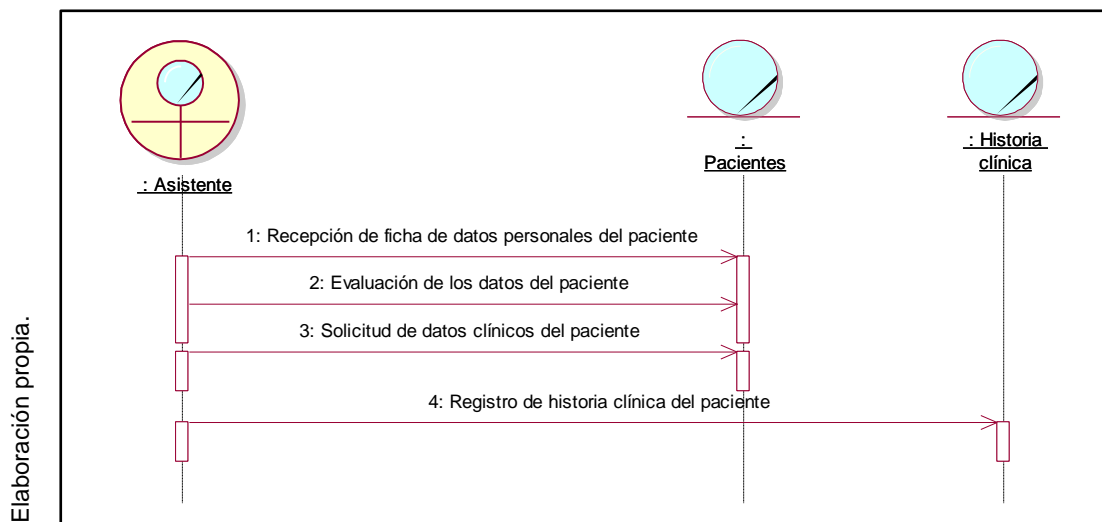 : Asistente
:
Pacientes
: Historia
clínica
1: Recepción de ficha de datos personales del paciente
2: Evaluación de los datos del paciente
3: Solicitud de datos clínicos del paciente
4: Registro de historia clínica del paciente
Elaboración propia.